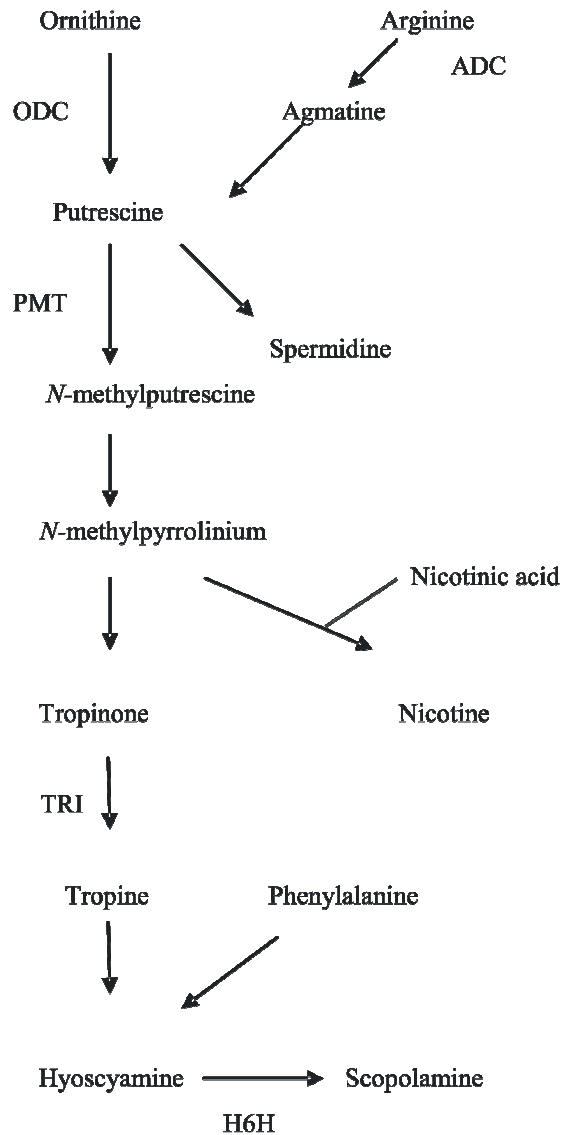 Ornithine
Arginine
ADC
ODC
Agmatine
Putrescine
PMT
Spermidine
N-methylputrescine
N-methylpyrrolinium
Nicotinic acid
Tropinone
Nicotine
TRI
Tropine
Phenylalanine
Hyoscyamine
Scopolamine
H6H